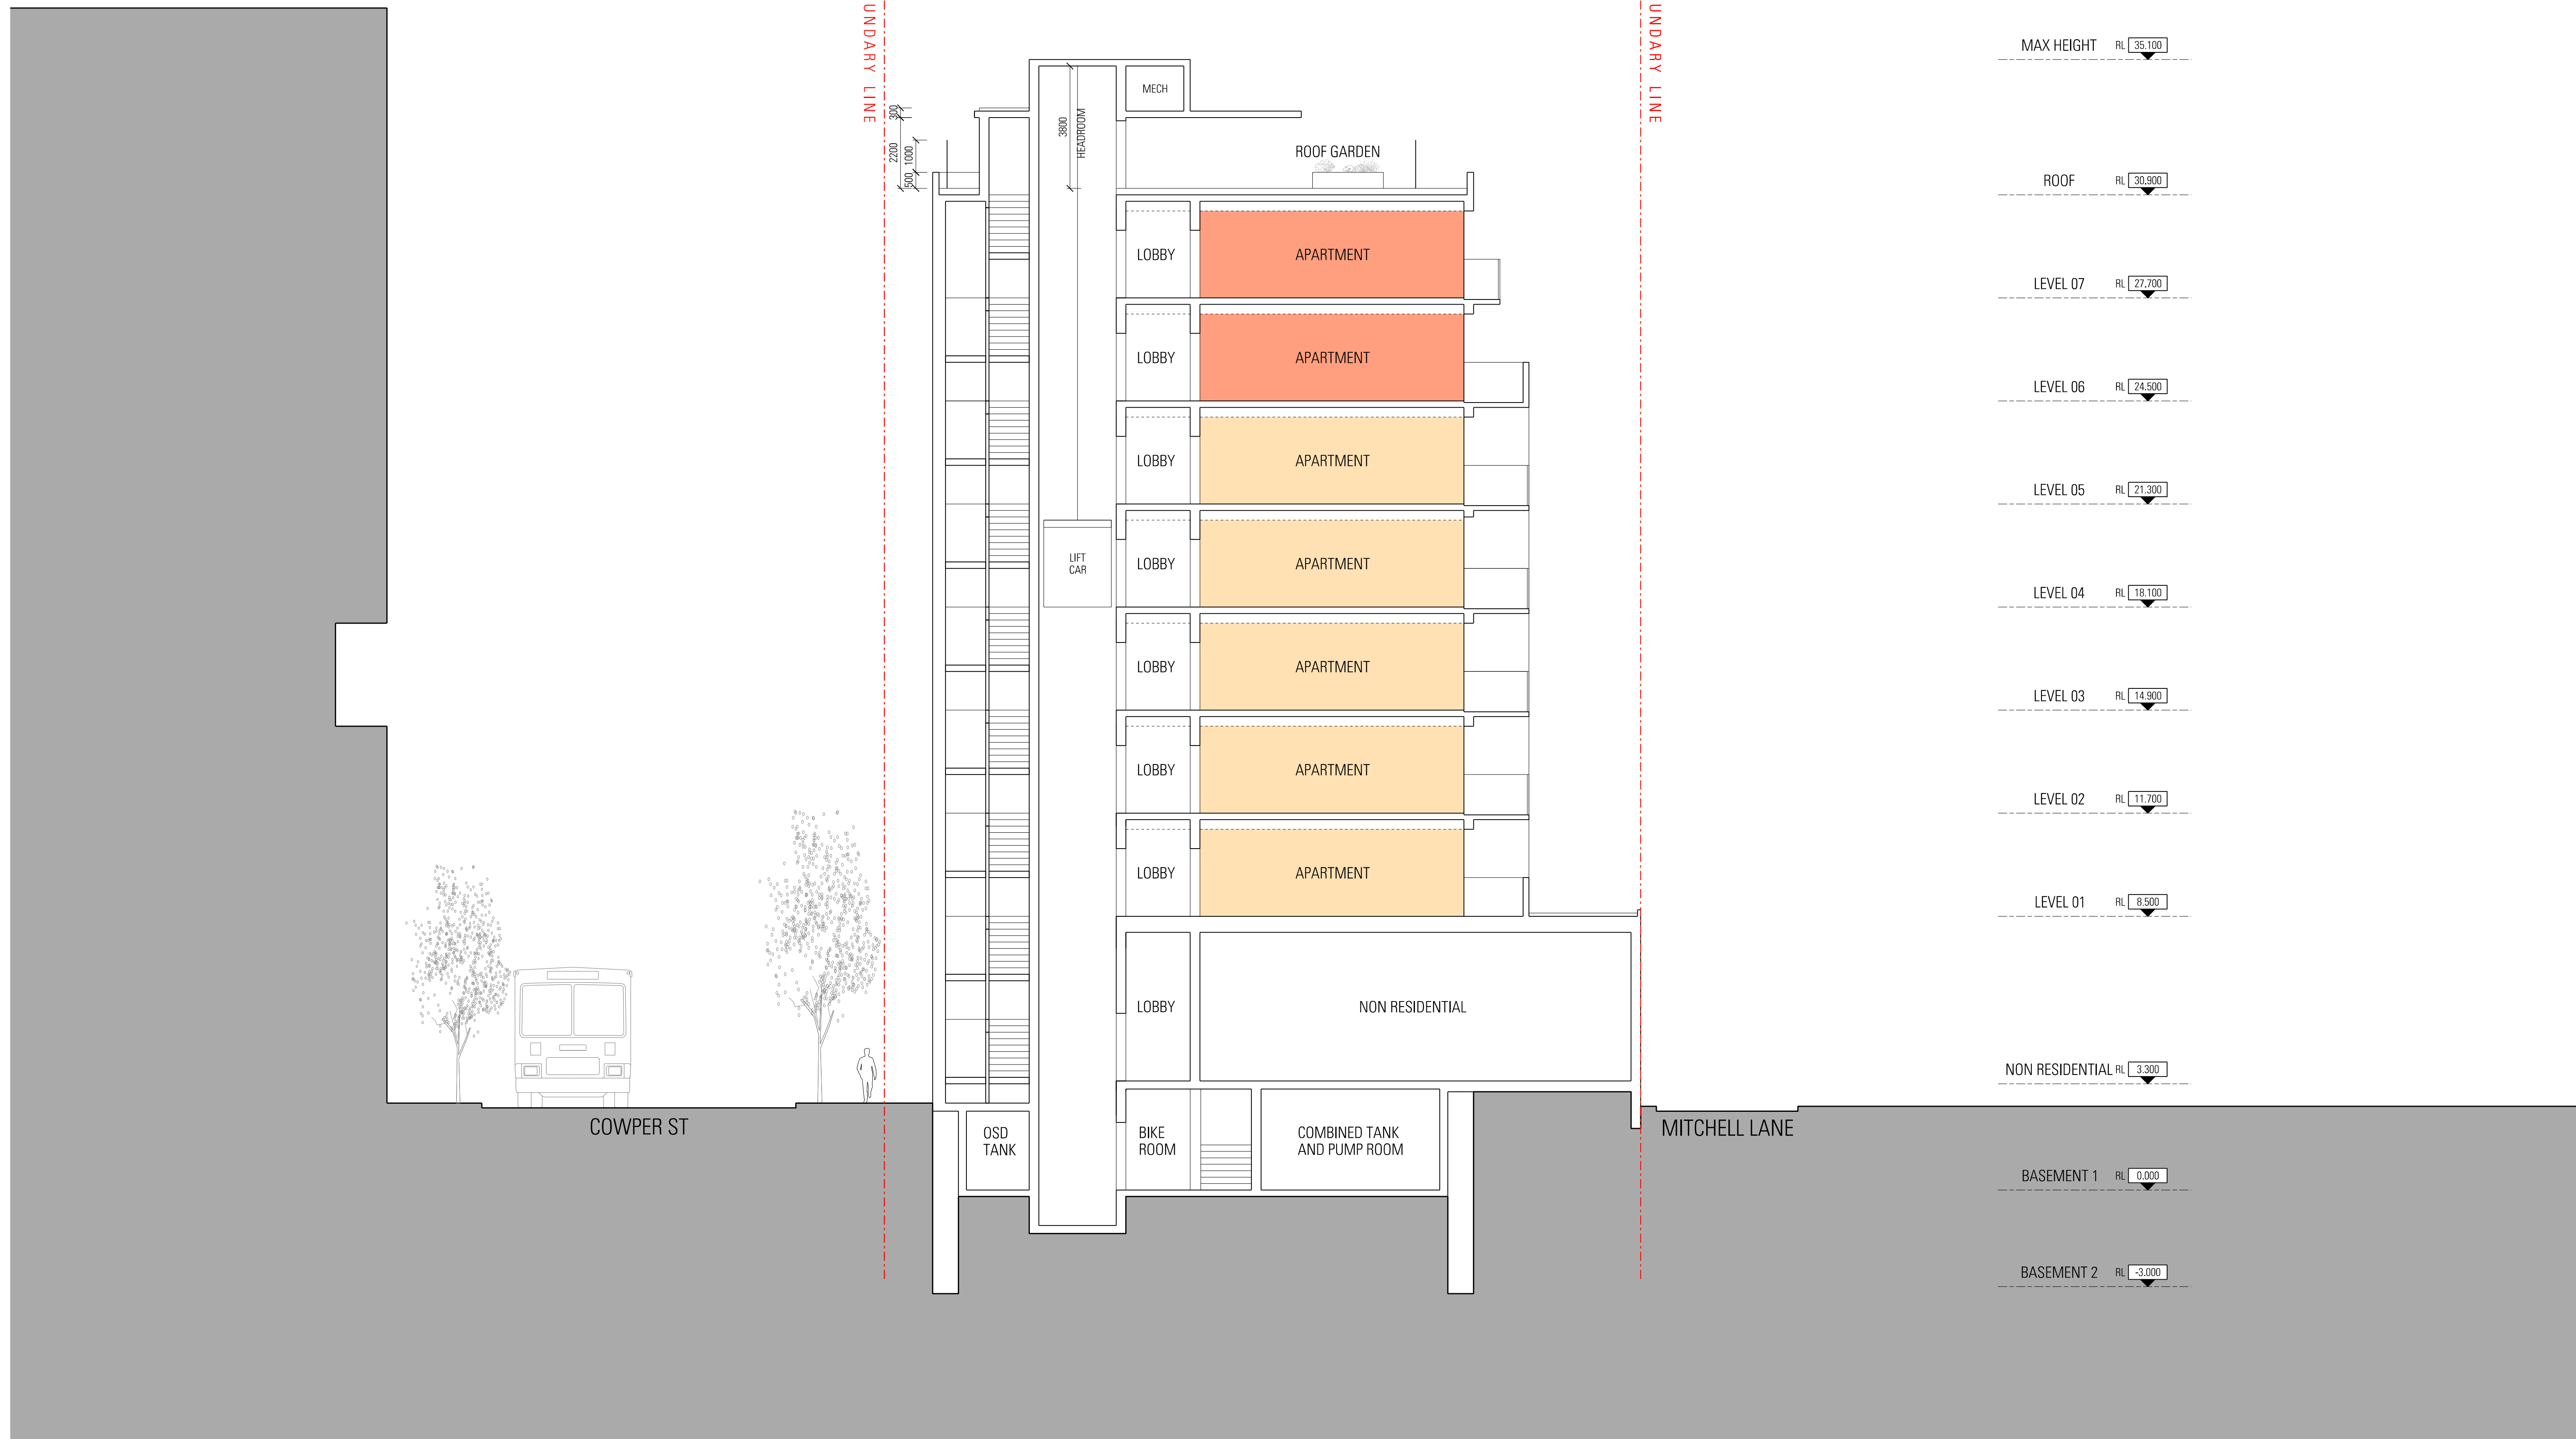 UNDARY LINE
UNDARY LINE
MAX HEIGHT RL 35.100
MECH
300
2200
1000
500
3800
HEADROOM
ROOF GARDEN
ROOF RL 30.900
LOBBY APARTMENT
LEVEL 07 RL 27.700
LOBBY APARTMENT
LEVEL 06 RL 24.500
LOBBY APARTMENT
LEVEL 05 RL 21.300
LIFT
CAR
LOBBY APARTMENT
LEVEL 04 RL 18.100
LOBBY APARTMENT
LEVEL 03 RL 14.900
LOBBY APARTMENT
LEVEL 02 RL 11.700
LOBBY APARTMENT
LEVEL 01 RL 8.500
LOBBY NON RESIDENTIAL
NON RESIDENTIAL RL 3.300
COWPER ST
MITCHELL LANE
OSD
TANK
BIKE
ROOM
COMBINED TANK
AND PUMP ROOM
BASEMENT 1 RL 0.000
BASEMENT 2 RL -3.000